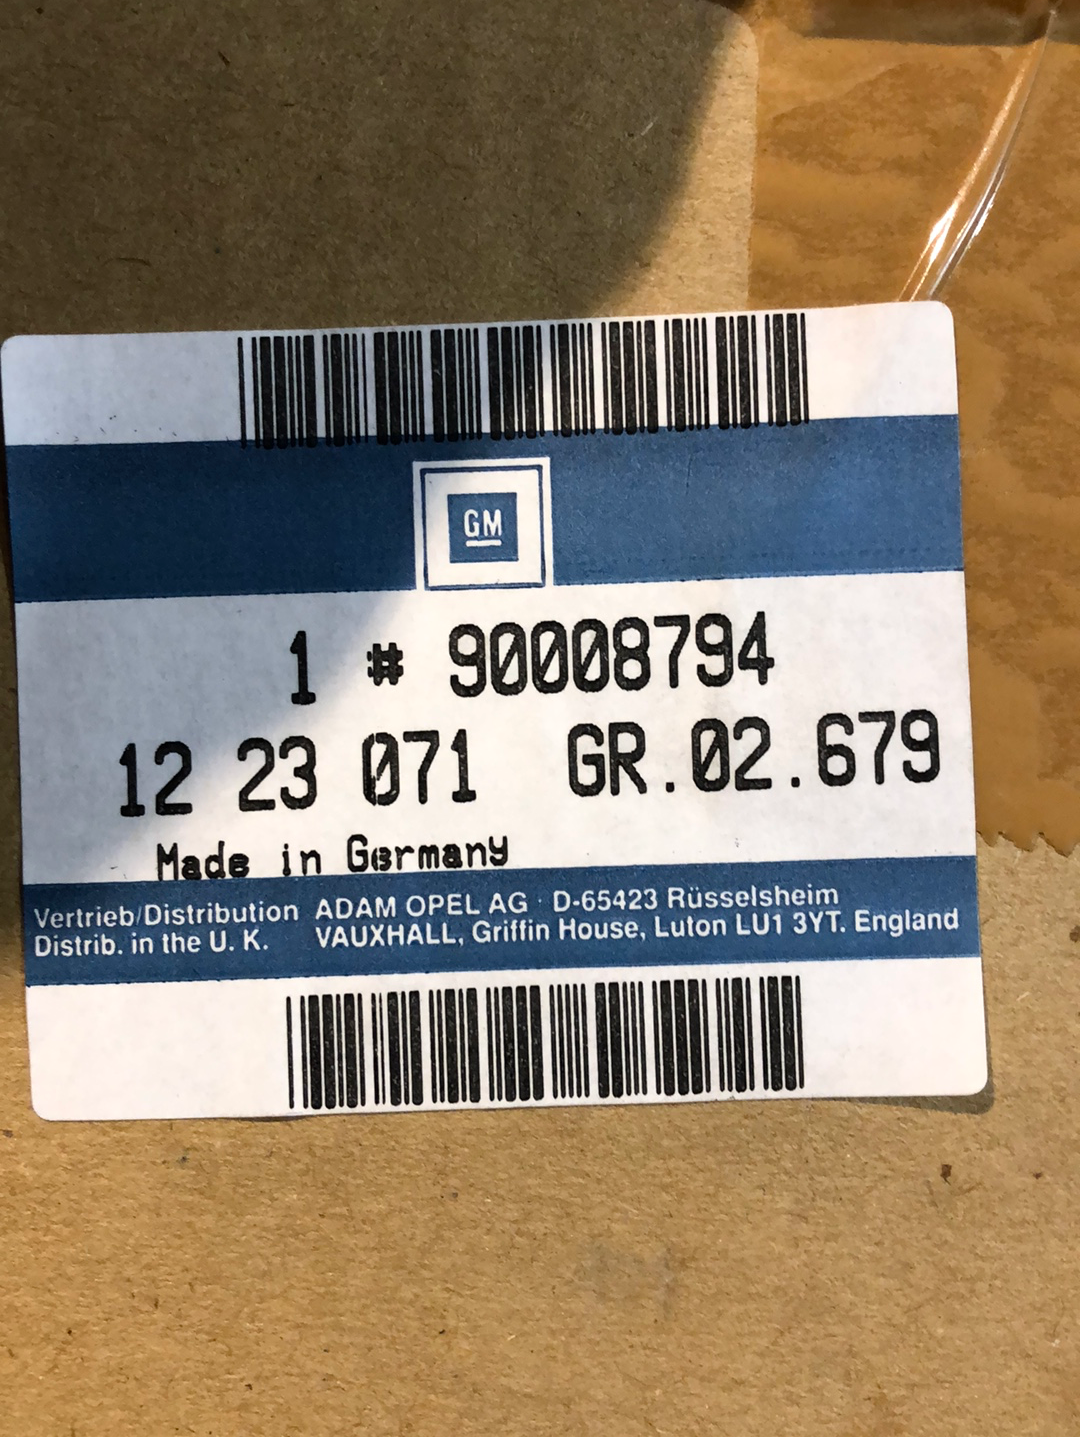 GM
1 # 90008794
12 23 071 GR.02.679
Made in Germany
Vertrieb/Distribution ADAM OPEL AG · D-65423 Rüsselsheim
Distrib. in the U. K. VAUXHALL, Griffin House, Luton LU1 3YT. England